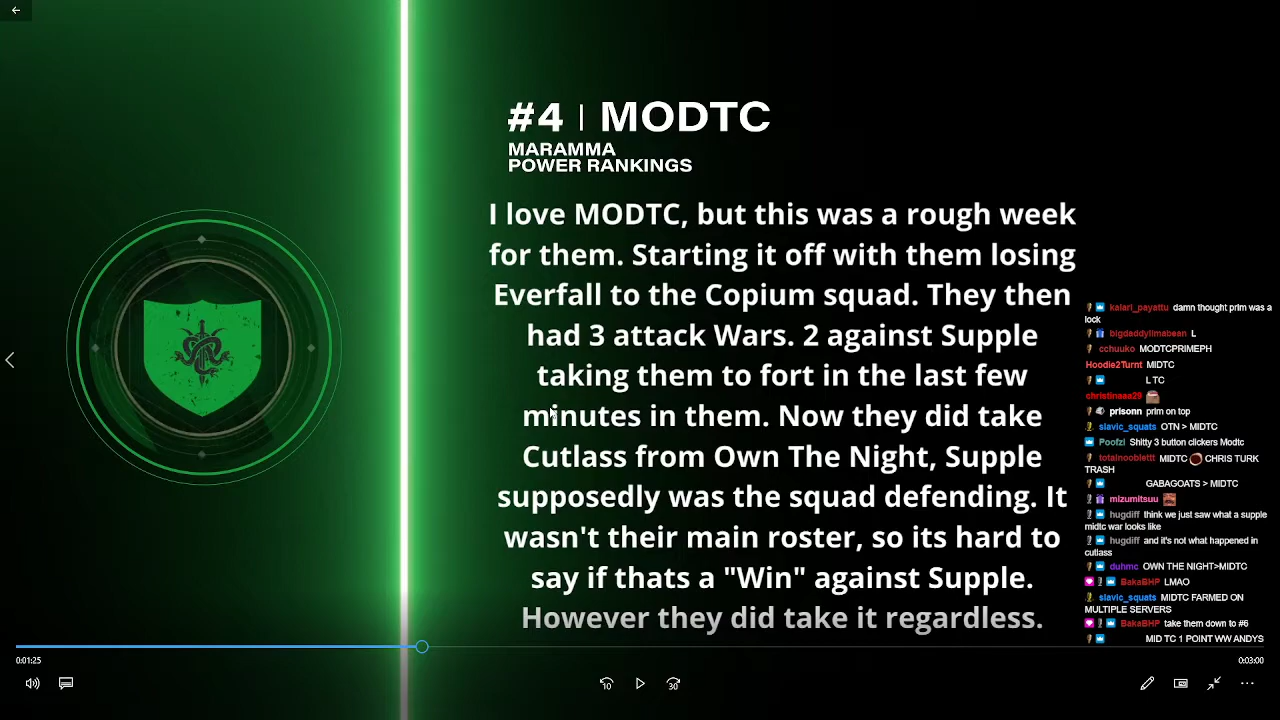 #4 | MODTC
MARAMMA
POWER RANKINGS
I love MODTC, but this was a rough week
for them. Starting it off with them losing
Everfall to the Copium squad. They then
had 3 attack Wars. 2 against Supple
taking them to fort in the last few
minutes in them. Now they did take
Cutlass from Own The Night, Supple
supposedly was the squad defending. It
wasn't their main roster, so its hard to
say if thats a "Win" against Supple.
However they did take it regardless.
kalari_payattu damn thought prim was a
lock
bigdaddylimabean L
cchuuko MODTCPRIMEPH
Hoodie2Turnt MIDTC
L TC
christinaaa29
prisonn prim on top
slavic_squats OTN > MIDTC
Poofzl Shitty 3 button clickers Modtc
totalnooblettt MIDTC CHRIS TURK
TRASH
GABAGOATS > MIDTC
mizumitsuu
hugdiff think we just saw what a supple
midtc war looks like
hugdiff and it's not what happened in
cutlass
duhmc OWN THE NIGHT>MIDTC
BakaBHP LMAO
slavic_squats MIDTC FARMED ON
MULTIPLE SERVERS
BakaBHP take them down to #6
MID TC 1 POINT WW ANDYS
0:01:25
0:03:00
10
30